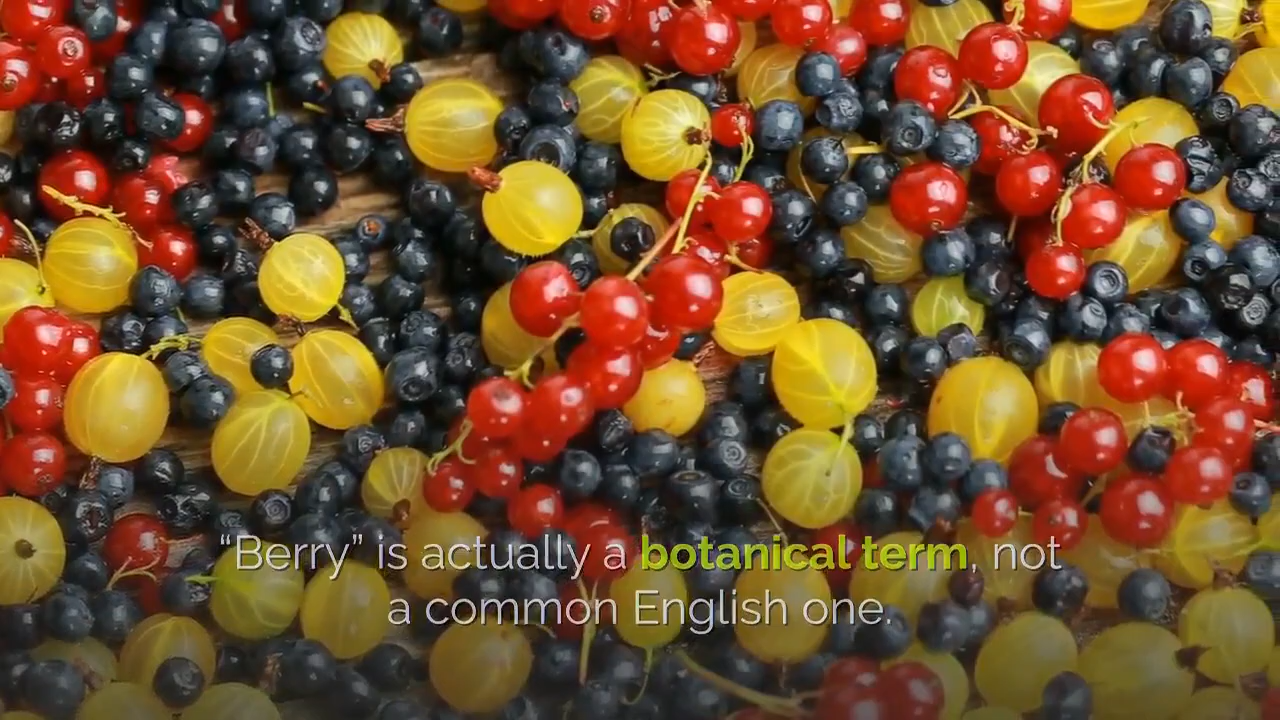 “Berry” is actually a botanical term, not
a common English one.